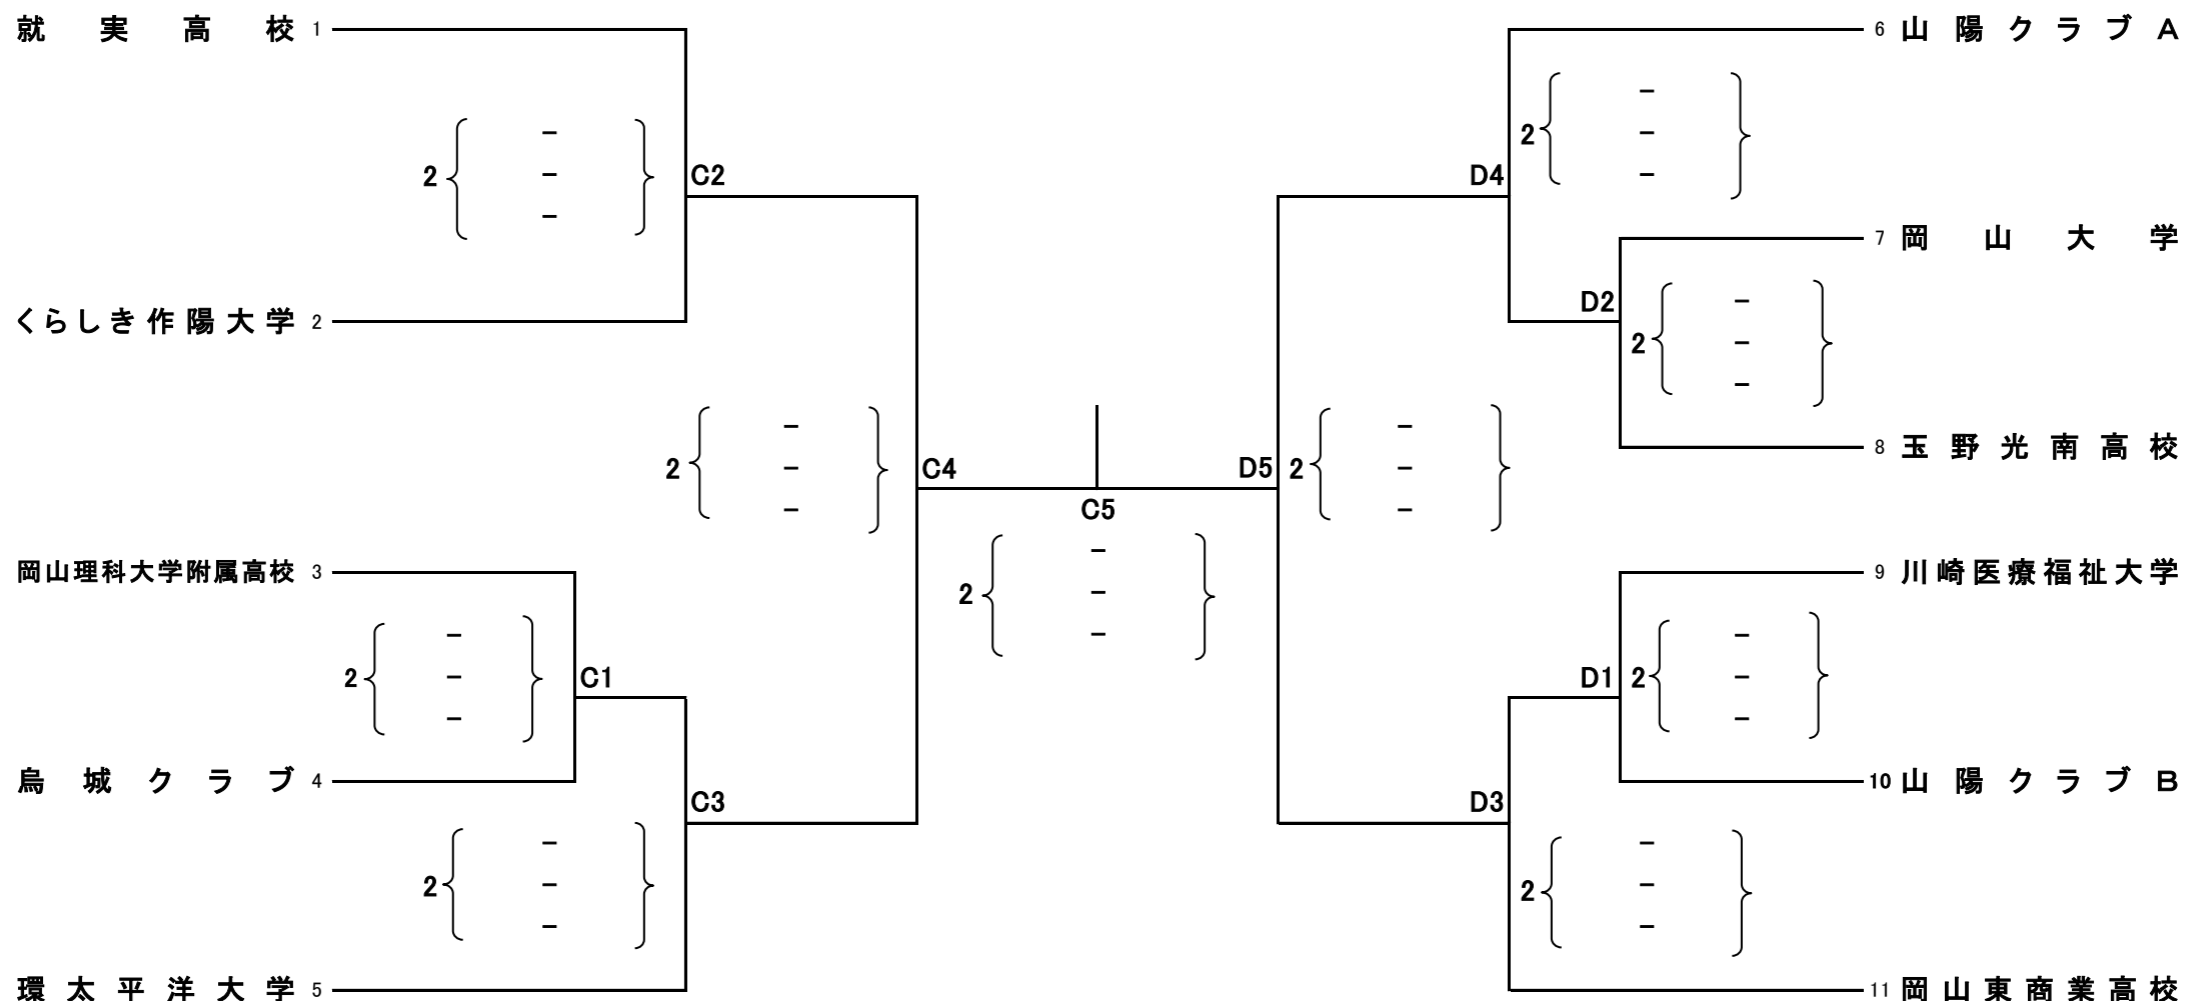 就実高校 1
6 山陽クラブA
-
2 { - }
-
-
2 { - }
-
C2
D4
7 岡山大学
D2
-
2 { - }
-
くらしき作陽大学 2
8 玉野光南高校
-
2 { - }
-
C4
D5
-
2 { - }
-
C5
-
2 { - }
-
岡山理科大学附属高校 3
9 川崎医療福祉大学
-
2 { - }
-
C1
D1
-
2 { - }
-
烏城クラブ 4
10 山陽クラブB
C3
D3
-
2 { - }
-
-
2 { - }
-
環太平洋大学 5
11 岡山東商業高校